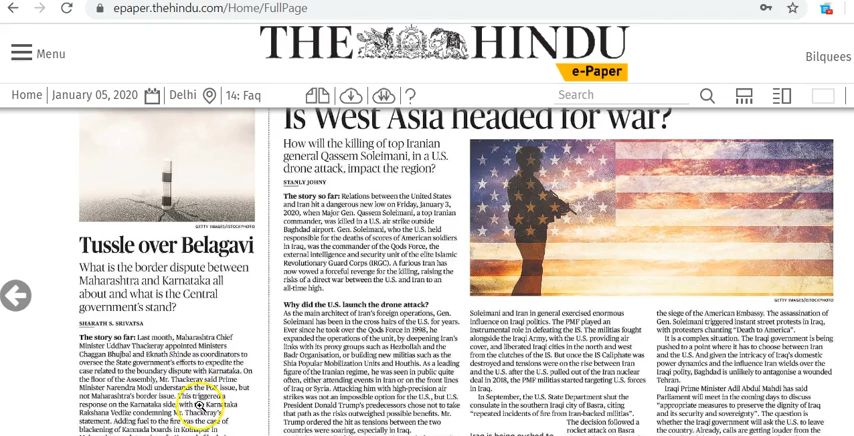 epaper.thehindu.com/Home/FullPage
Menu
THE HINDU
e-Paper
Bilquees
Home | January 05, 2020 Delhi 14: Faq
Search
Is West Asia headed for war?
How will the killing of top Iranian
general Qassem Soleimani, in a U.S.
drone attack, impact the region?
STANLY JOHNY
The story so far: Relations between the United
States and Iran hit a dangerous new low on Friday, January 3,
2020, when Major Gen. Qassem Soleimani, a top Iranian
commander, was killed in a U.S. air strike outside
Baghdad airport. Gen. Soleimani, who the U.S. held
responsible for the deaths of scores of American soldiers
in Iraq, was the commander of the Qods Force, the
external intelligence and security unit of the elite Islamic
Revolutionary Guard Corps (IRGC). A furious Iran has
now vowed a forceful revenge for the killing, raising the
risks of a direct war between the U.S. and Iran to an
all-time high.
Why did the U.S. launch the drone attack?
As the main architect of Iran's foreign operations, Gen.
Soleimani has been in the cross hairs of the U.S. for years.
Ever since he took over the Qods Force in 1998, he
expanded the operations of the unit, by deepening Iran's
links with its proxy groups such as Hezbollah and the
Badr Organisation, or building new militias such as the
Shia Popular Mobilization Units and Houthis. As a leading
figure of the Iranian regime, he was seen in public quite
often, either attending events in Iran or on the front lines
of Iraq or Syria. Attacking him with high-precision air
strikes was not an impossible option for the U.S., but U.S.
President Donald Trump's predecessors chose not to take
that path as the risks outweighed possible benefits. Mr.
Trump ordered the hit as tensions between the two
countries were soaring, especially in Iraq.
GETTY IMAGES/ISTOCKPHOTO
Soleimani and in general exercised enormous
influence on Iraqi politics. The PMF played an
instrumental role in defeating the IS. The militias fought
alongside the Iraqi Army, with the U.S. providing air
cover, and liberated Iraqi cities in the north and west
from the clutches of the IS. But once the IS Caliphate was
destroyed and tensions were on the rise between Iran
and the U.S. after the U.S. pulled out of the Iran nuclear
deal in 2018, the PMF militias started targeting U.S. forces
in Iraq.
In September, the U.S. State Department shut the
consulate in the southern Iraqi city of Basra, citing
"repeated incidents of fire from Iran-backed militias".
The decision followed a
rocket attack on Basra
Iran is being pushed to
the siege of the American Embassy. The assassination of
Gen. Soleimani triggered instant street protests in Iraq,
with protesters chanting "Death to America".
It is a complex situation. The Iraqi government is being
pushed to a point where it has to choose between Iran
and the U.S. And given the intricacy of Iraq's domestic
power dynamics and the influence Iran wields over the
Iraqi polity, Baghdad is unlikely to antagonise a wounded
Tehran.
Iraqi Prime Minister Adil Abdul Mahdi has said
Parliament will meet in the coming days to discuss
"appropriate measures to preserve the dignity of Iraq
and its security and sovereignty". The question is
whether the Iraqi government will ask the U.S. to leave
the country. Already, calls are getting louder from the
GETTY IMAGES/ISTOCKPHOTO
Tussle over Belagavi
What is the border dispute between
Maharashtra and Karnataka all
about and what is the Central
government's stand?
SHARATH S. SRIVATSA
The story so far: Last month, Maharashtra Chief
Minister Uddhav Thackeray appointed Ministers
Chaggan Bhujbal and Eknath Shinde as coordinators to
oversee the State government's efforts to expedite the
case related to the boundary dispute with Karnataka. On
the floor of the Assembly, Mr. Thackeray said Prime
Minister Narendra Modi understands the PoK issue, but
not Maharashtra's border issue. This triggered a
response on the Karnataka side with Karnataka
Rakshana Vedike condemning Mr. Thackeray's
statement. Adding fuel to the fire was the case of
blackening of Kannada boards in Kolhapur in